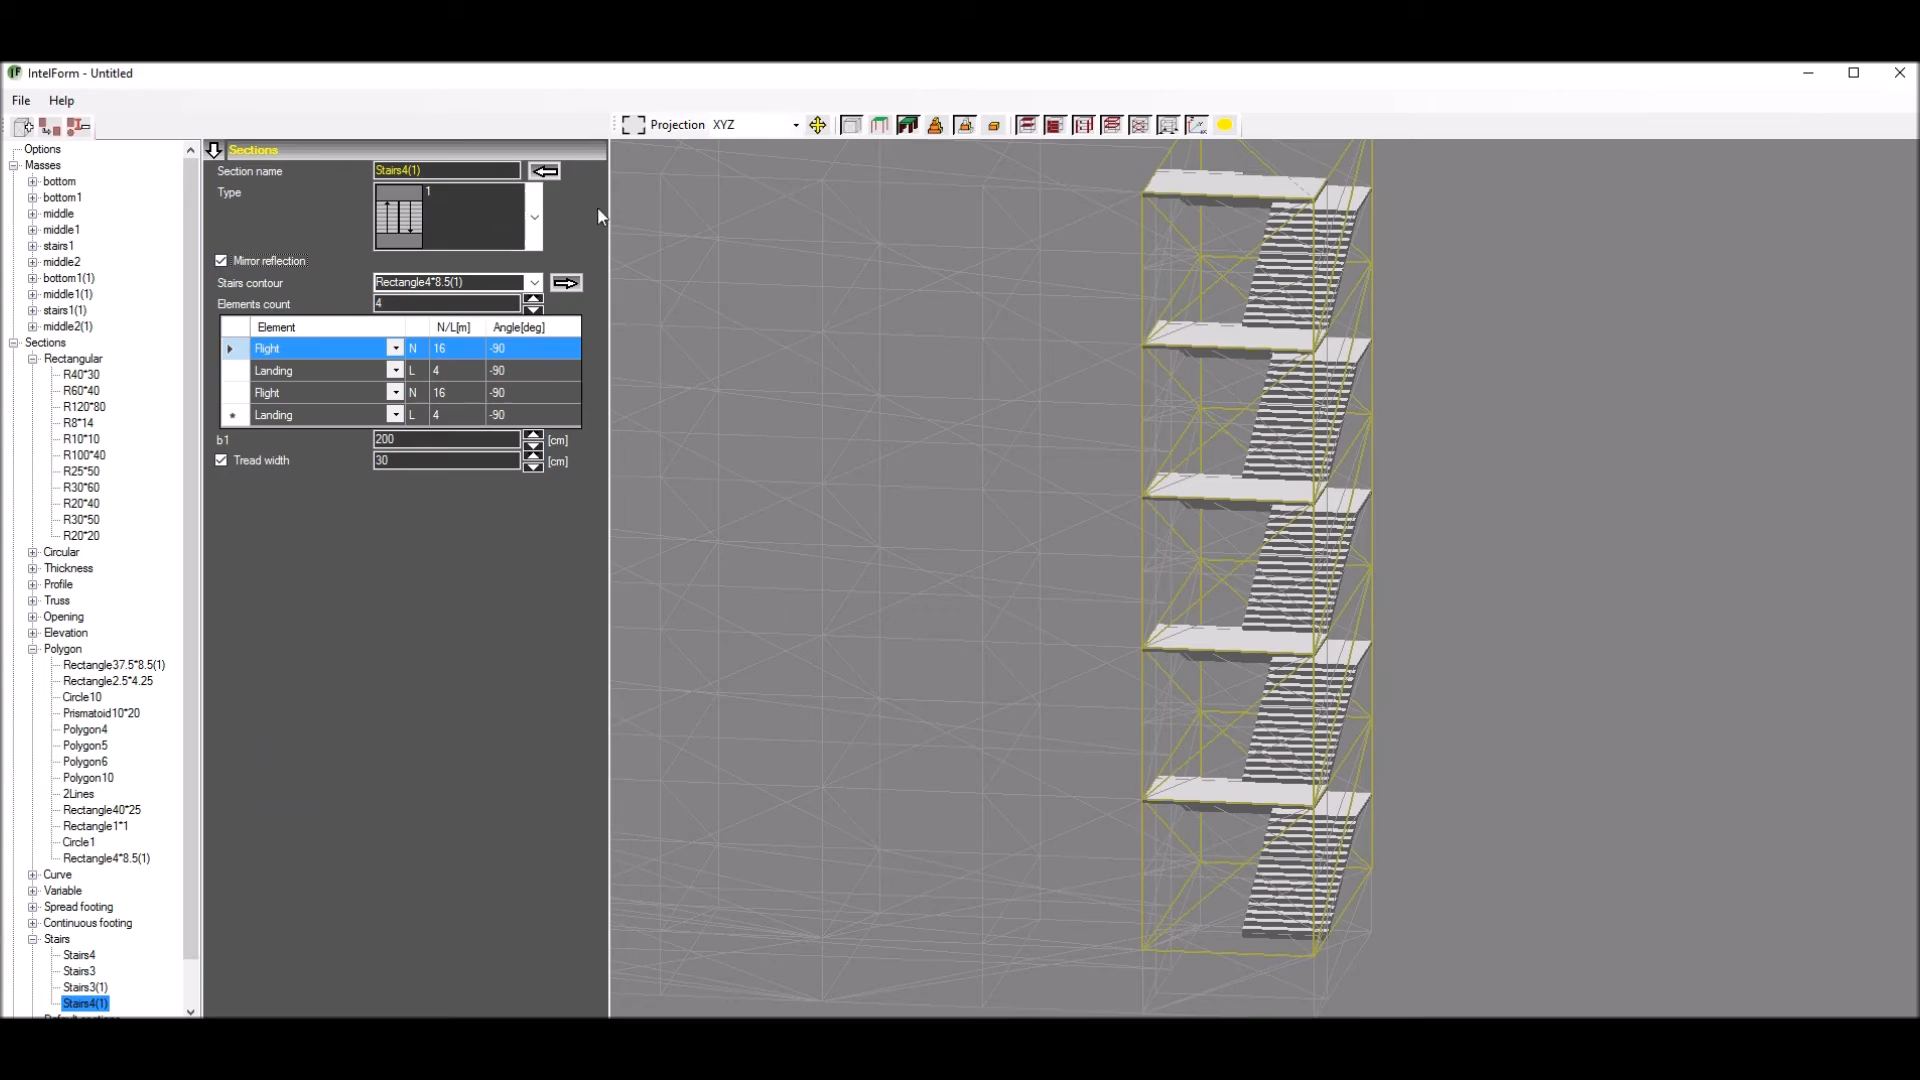 IntelForm - Untitled
File Help
Projection XYZ
Options
Masses
bottom
bottom1
middle
middle1
stairs1
middle2
bottom1(1)
middle1(1)
stairs1(1)
middle2(1)
Sections
Rectangular
R40*30
R60*40
R120*80
R8*14
R10*10
R100*40
R25*50
R30*60
R20*40
R30*50
R20*20
Circular
Thickness
Profile
Truss
Opening
Elevation
Polygon
Rectangle37.5*8.5(1)
Rectangle2.5*4.25
Circle10
Prismatoid10*20
Polygon4
Polygon5
Polygon6
Polygon10
2Lines
Rectangle40*25
Rectangle1*1
Circle1
Rectangle4*8.5(1)
Curve
Variable
Spread footing
Continuous footing
Stairs
Stairs4
Stairs3
Stairs3(1)
Stairs4(1)
Sections
Section name Stairs4(1)
Type 1
Mirror reflection
Stairs contour Rectangle4*8.5(1)
Elements count 4
Element N/L[m] Angle[deg]
Flight N 16 -90
Landing L 4 -90
Flight N 16 -90
Landing L 4 -90
b1 200 [cm]
Tread width 30 [cm]